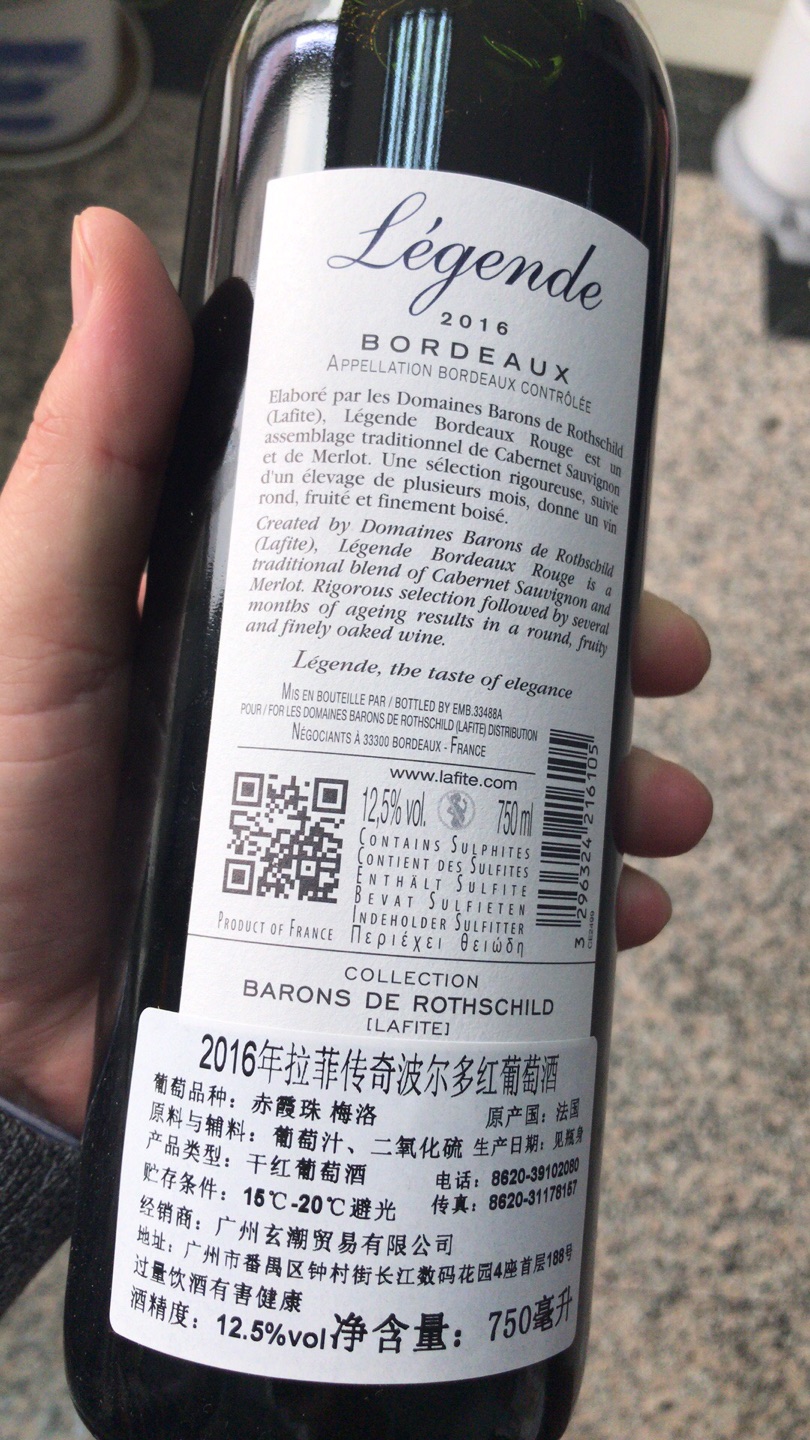 Légende
2016
BORDEAUX
APPELLATION BORDEAUX CONTRÔLÉE
Elaboré par les Domaines Barons de Rothschild
(Lafite), Légende Bordeaux Rouge est un
assemblage traditionnel de Cabernet Sauvignon
et de Merlot. Une sélection rigoureuse, suivie
d'un élevage de plusieurs mois, donne un vin
rond, fruité et finement boisé.
Created by Domaines Barons de Rothschild
(Lafite), Légende Bordeaux Rouge is a
traditional blend of Cabernet Sauvignon and
Merlot. Rigorous selection followed by several
months of ageing results in a round, fruity
and finely oaked wine.
Légende, the taste of elegance
MIS EN BOUTEILLE PAR / BOTTLED BY EMB.33488A
POUR / FOR LES DOMAINES BARONS DE ROTHSCHILD (LAFITE) DISTRIBUTION
NÉGOCIANTS À 33300 BORDEAUX - FRANCE
www.lafite.com
12,5% vol. 750 ml
CONTAINS SULPHITES
CONTIENT DES SULFITES
ENTHÄLT SULFITE
BEVAT SULFIETEN
INDEHOLDER SULFITTER
Περιέχει θειώδη
PRODUCT OF FRANCE
3 296324 216105
CE2499
COLLECTION
BARONS DE ROTHSCHILD
[LAFITE]
2016年拉菲传奇波尔多红葡萄酒
葡萄品种：赤霞珠 梅洛 原产国：法国
原料与辅料：葡萄汁、二氧化硫 生产日期：见瓶身
产品类型：干红葡萄酒 电话：8620-39102080
贮存条件：15℃-20℃避光 传真：8620-31178157
经销商：广州玄潮贸易有限公司
地址：广州市番禺区钟村街长江数码花园4座首层188号
过量饮酒有害健康
酒精度：12.5%vol 净含量：750毫升